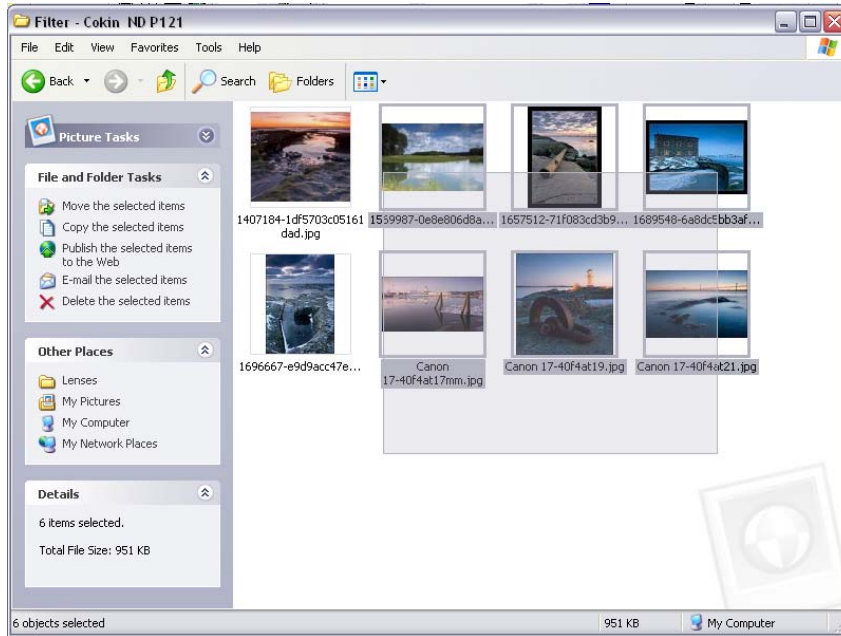 Filter - Cokin ND P121
File Edit View Favorites Tools Help
Back Search Folders
Picture Tasks
File and Folder Tasks
Move the selected items
Copy the selected items
Publish the selected items
to the Web
E-mail the selected items
Delete the selected items
Other Places
Lenses
My Pictures
My Computer
My Network Places
Details
6 items selected.
Total File Size: 951 KB
1407184-1df5703c05161
dad.jpg
1569987-0e8e806d8a...
1657512-71f083cd3b9...
1689548-6a8dc5bb3af...
1696667-e9d9acc47e...
Canon
17-40f4at17mm.jpg
Canon 17-40f4at19.jpg
Canon 17-40f4at21.jpg
6 objects selected 951 KB My Computer